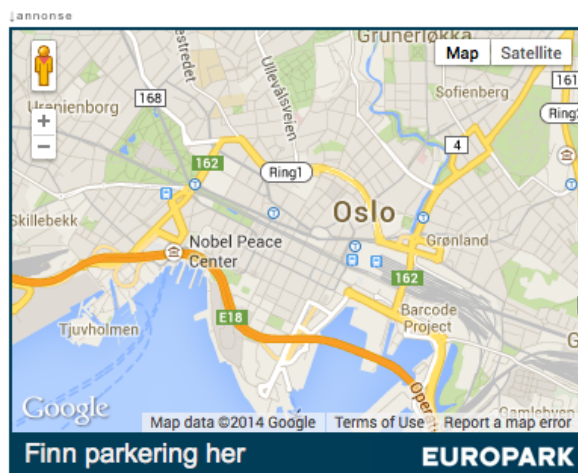 ↓annonse
Grünerløkka
Map
Satellite
Ullevålsveien
168
161
Sofienberg
Uranienborg
Ring2
+
4
−
162
Ring1
Oslo
Skillebekk
Grønland
Nobel Peace
Center
162
Barcode
Project
E18
Tjuvholmen
Google
Map data ©2014 Google
Terms of Use
Report a map error
Finn parkering her
EUROPARK